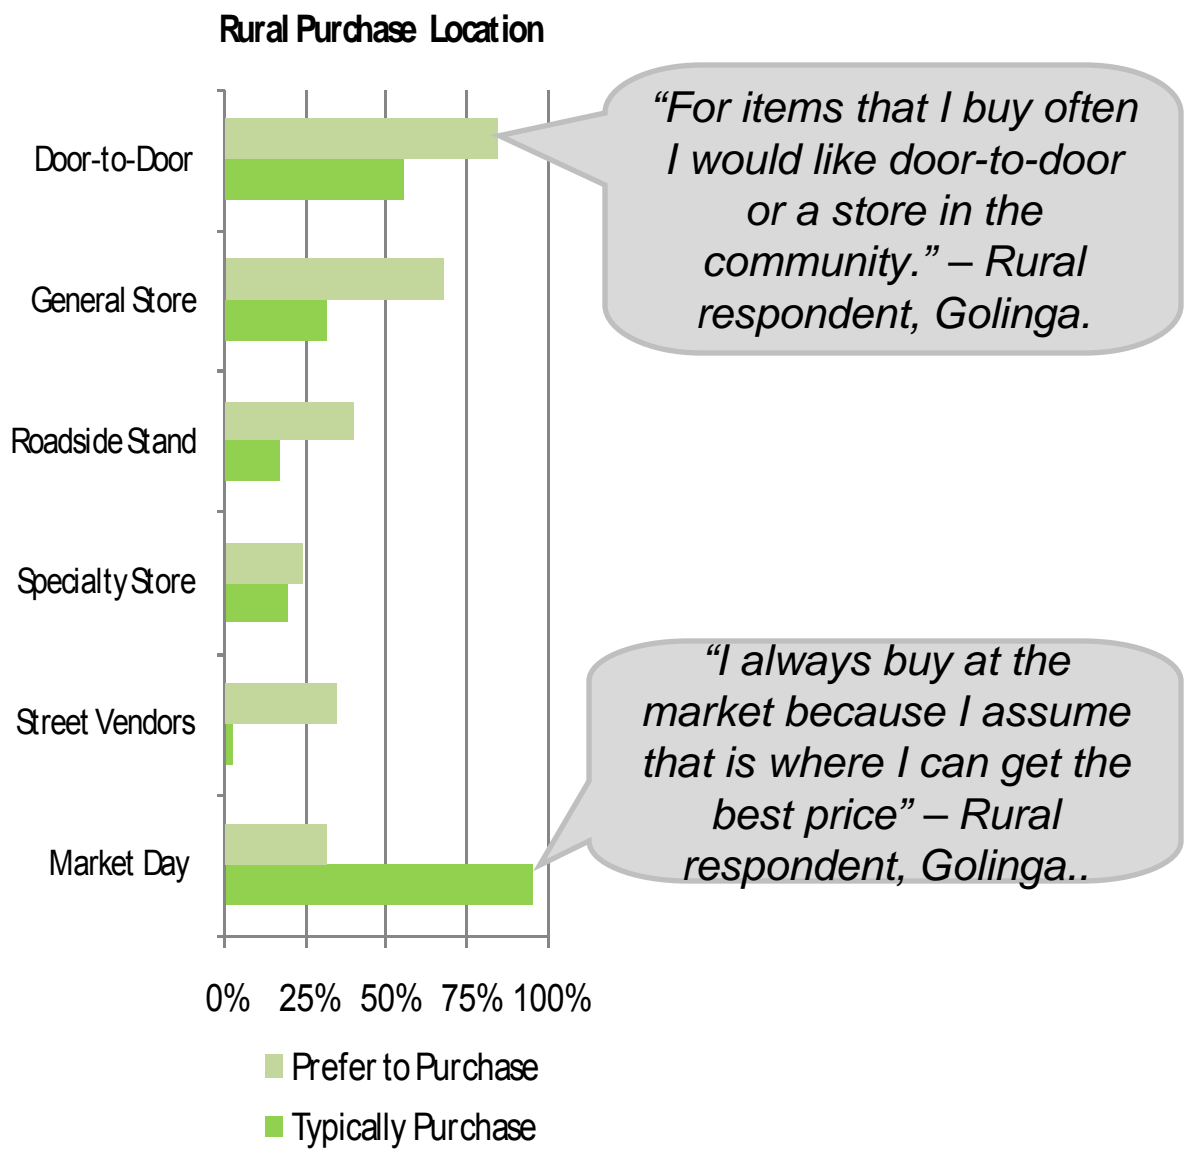 Rural Purchase Location
Door-to-Door
General Store
Roadside Stand
Specialty Store
Street Vendors
Market Day
0% 25% 50% 75% 100%
Prefer to Purchase
Typically Purchase
“For items that I buy often
I would like door-to-door
or a store in the
community.” – Rural
respondent, Golinga.
“I always buy at the
market because I assume
that is where I can get the
best price” – Rural
respondent, Golinga..